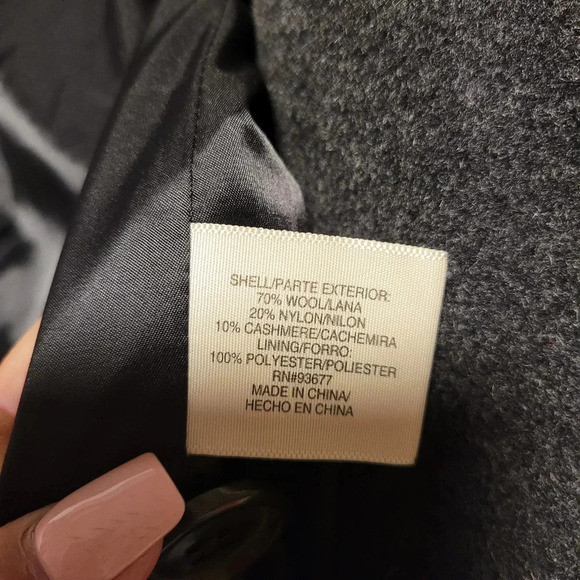 SHELL/PARTE EXTERIOR:
70% WOOL/LANA
20% NYLON/NILON
10% CASHMERE/CACHEMIRA
LINING/FORRO:
100% POLYESTER/POLIESTER
RN#93677
MADE IN CHINA/
HECHO EN CHINA